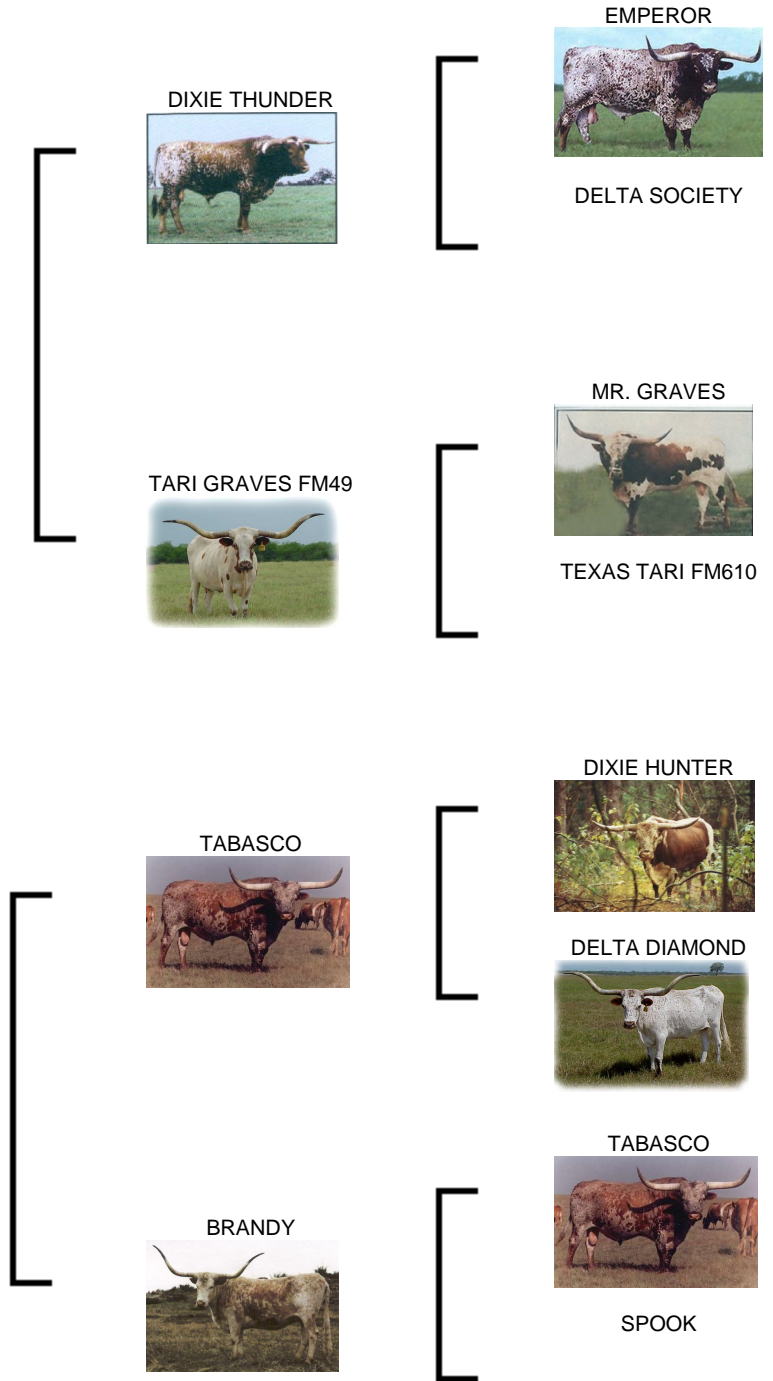 EMPEROR
DIXIE THUNDER
DELTA SOCIETY
MR. GRAVES
TARI GRAVES FM49
TEXAS TARI FM610
DIXIE HUNTER
TABASCO
DELTA DIAMOND
TABASCO
BRANDY
SPOOK